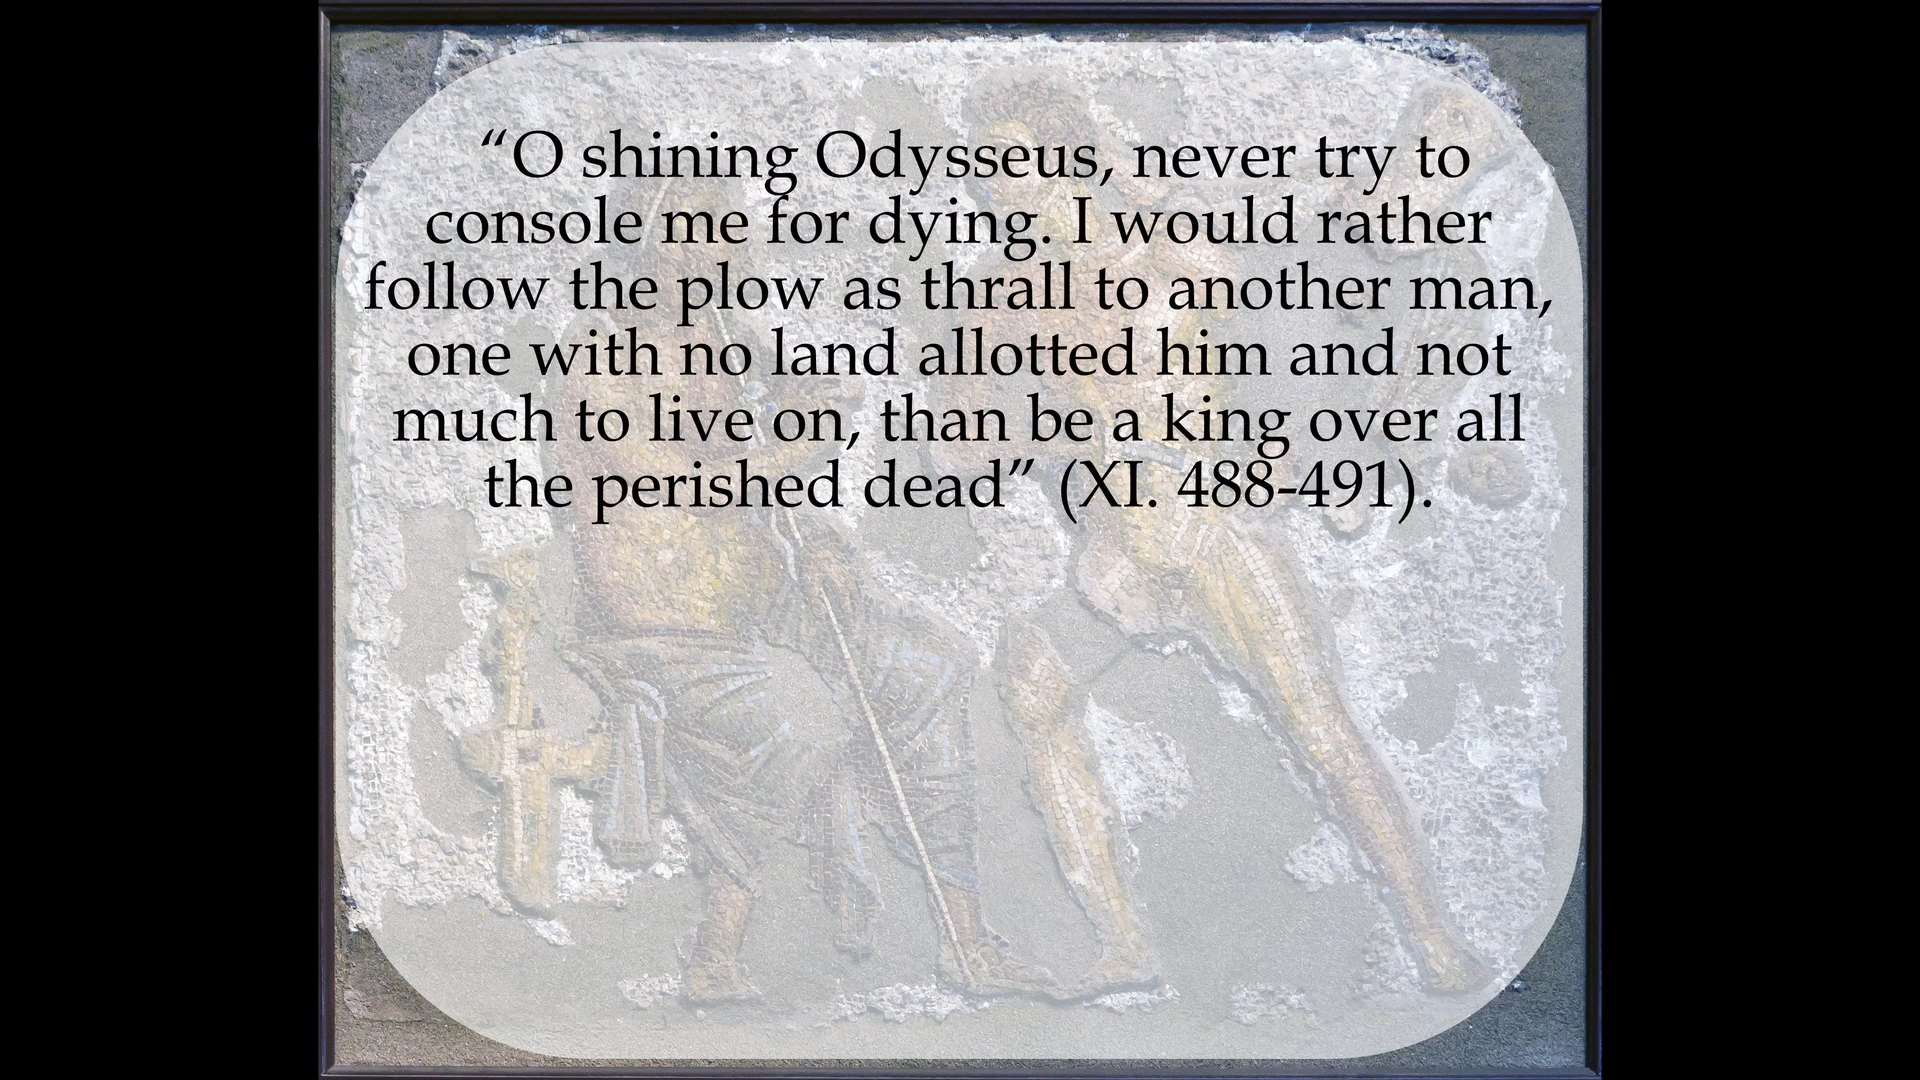 “O shining Odysseus, never try to
console me for dying. I would rather
follow the plow as thrall to another man,
one with no land allotted him and not
much to live on, than be a king over all
the perished dead” (XI. 488-491).